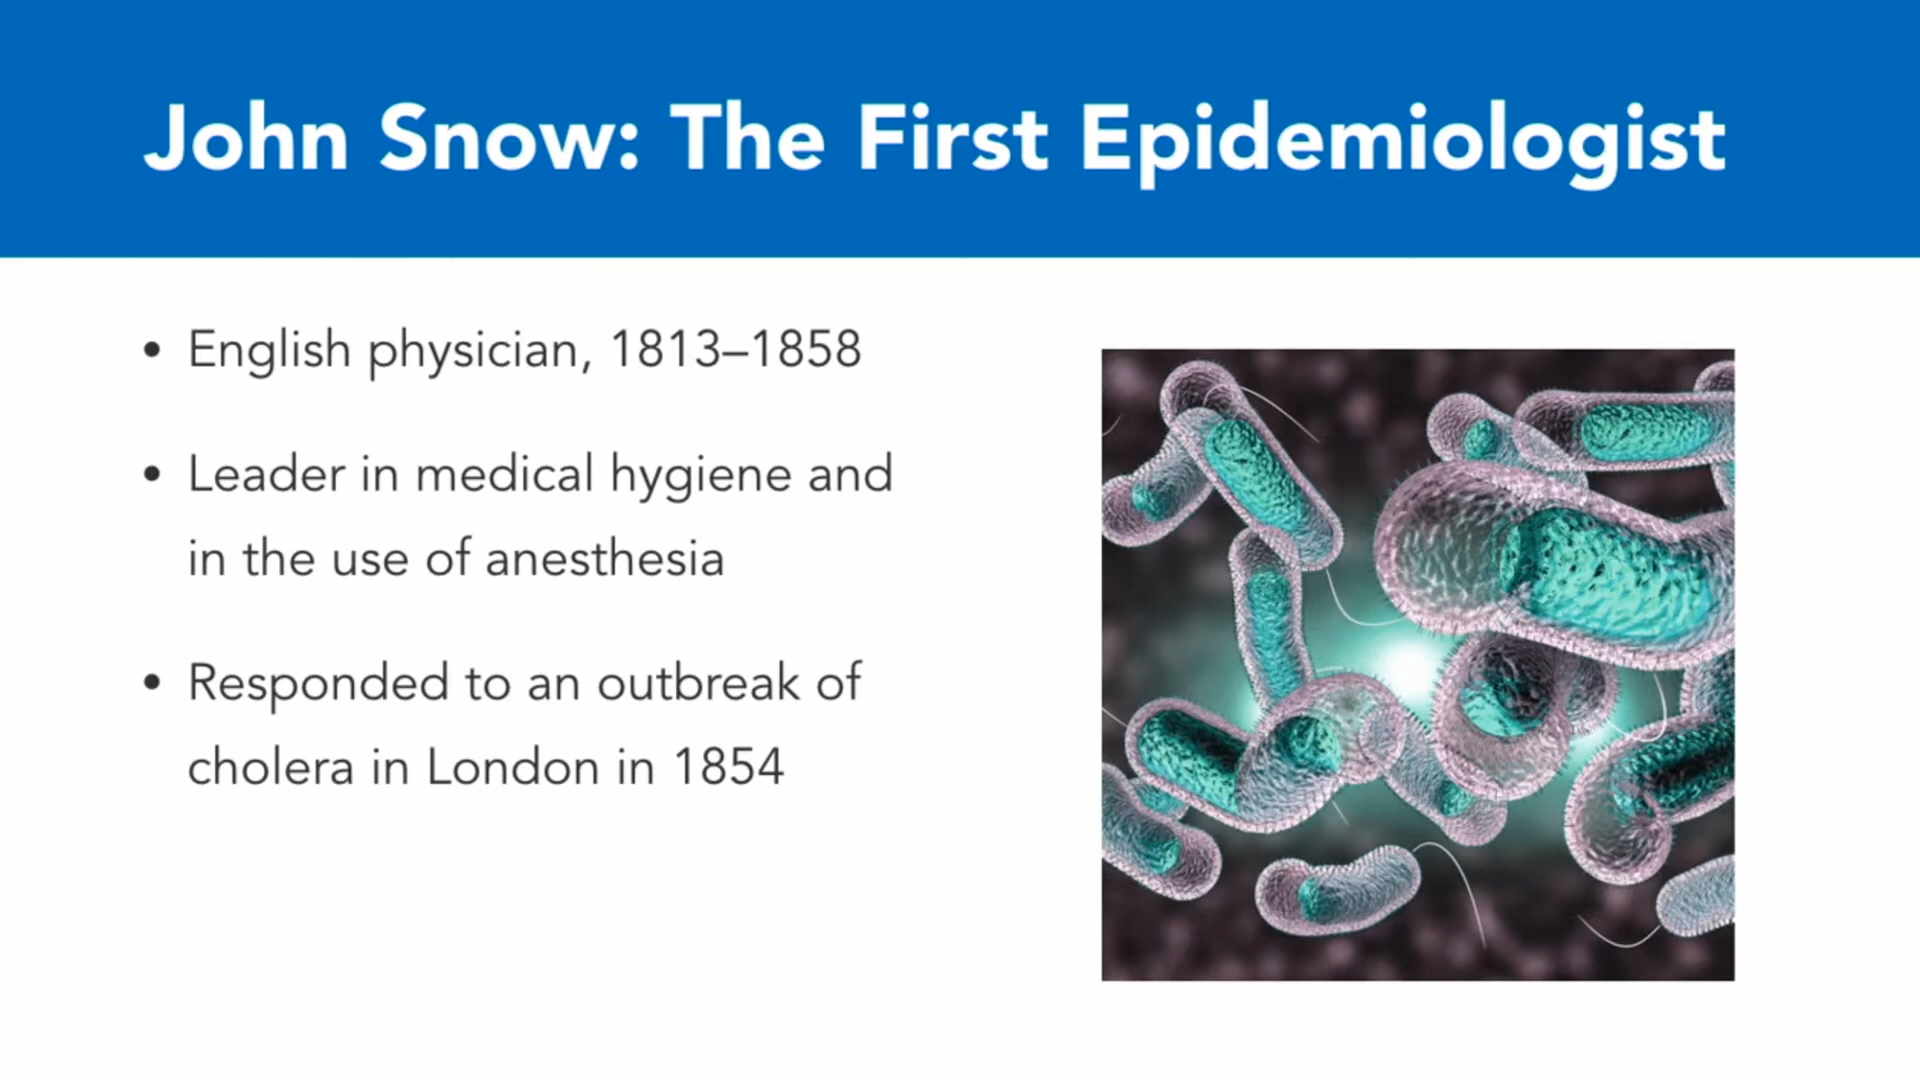 John Snow: The First Epidemiologist
• English physician, 1813–1858
• Leader in medical hygiene and
in the use of anesthesia
• Responded to an outbreak of
cholera in London in 1854